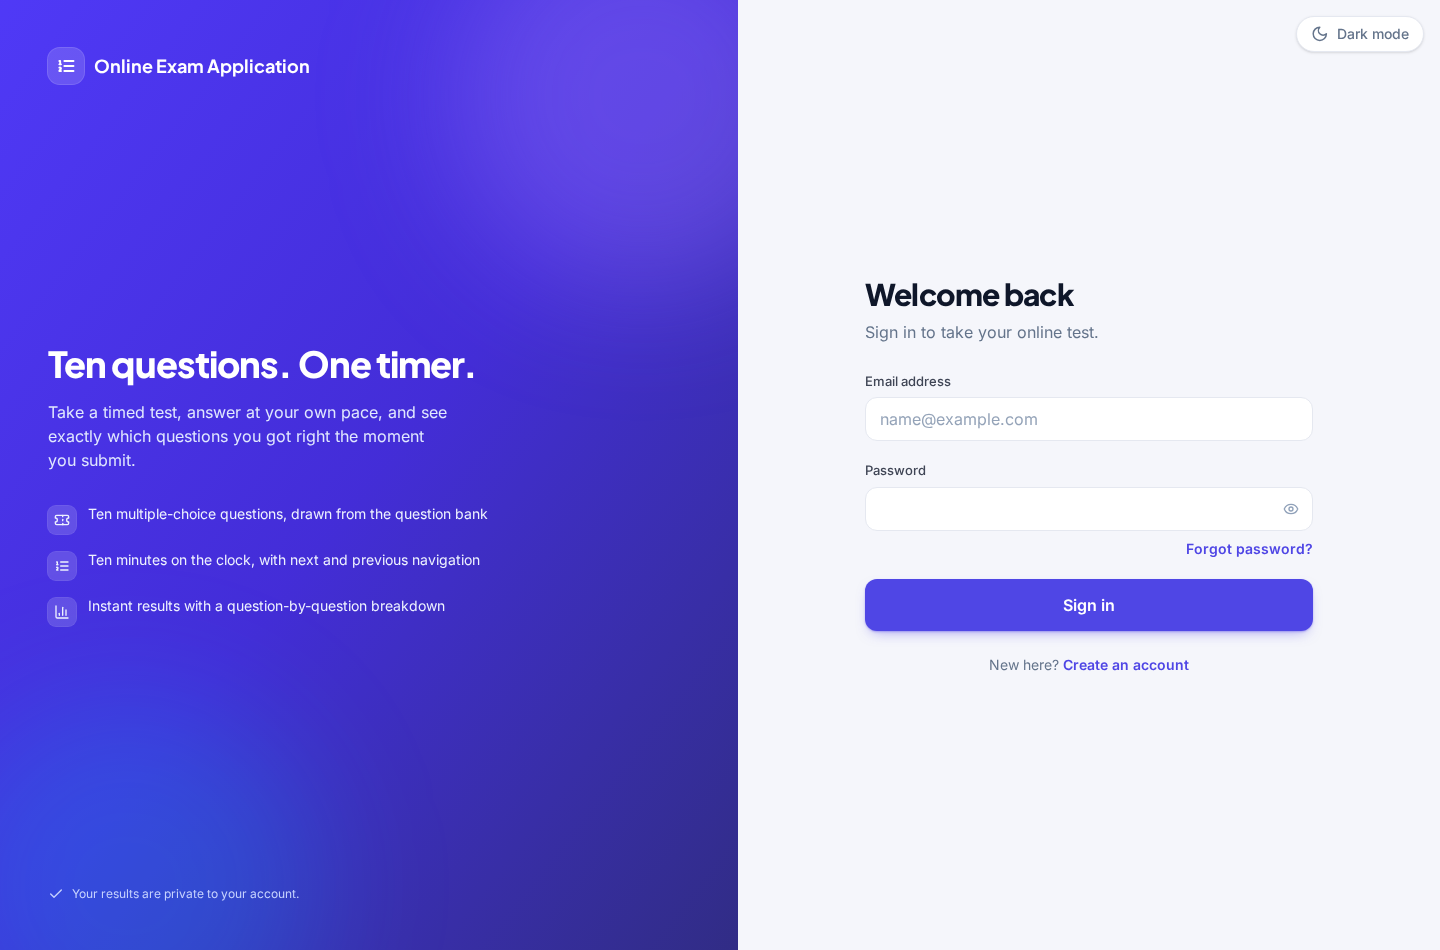 Online Exam Application
Ten questions. One timer.
Take a timed test, answer at your own pace, and see
exactly which questions you got right the moment
you submit.
Ten multiple-choice questions, drawn from the question bank
Ten minutes on the clock, with next and previous navigation
Instant results with a question-by-question breakdown
Your results are private to your account.
Dark mode
Welcome back
Sign in to take your online test.
Email address
name@example.com
Password
Forgot password?
Sign in
New here? Create an account